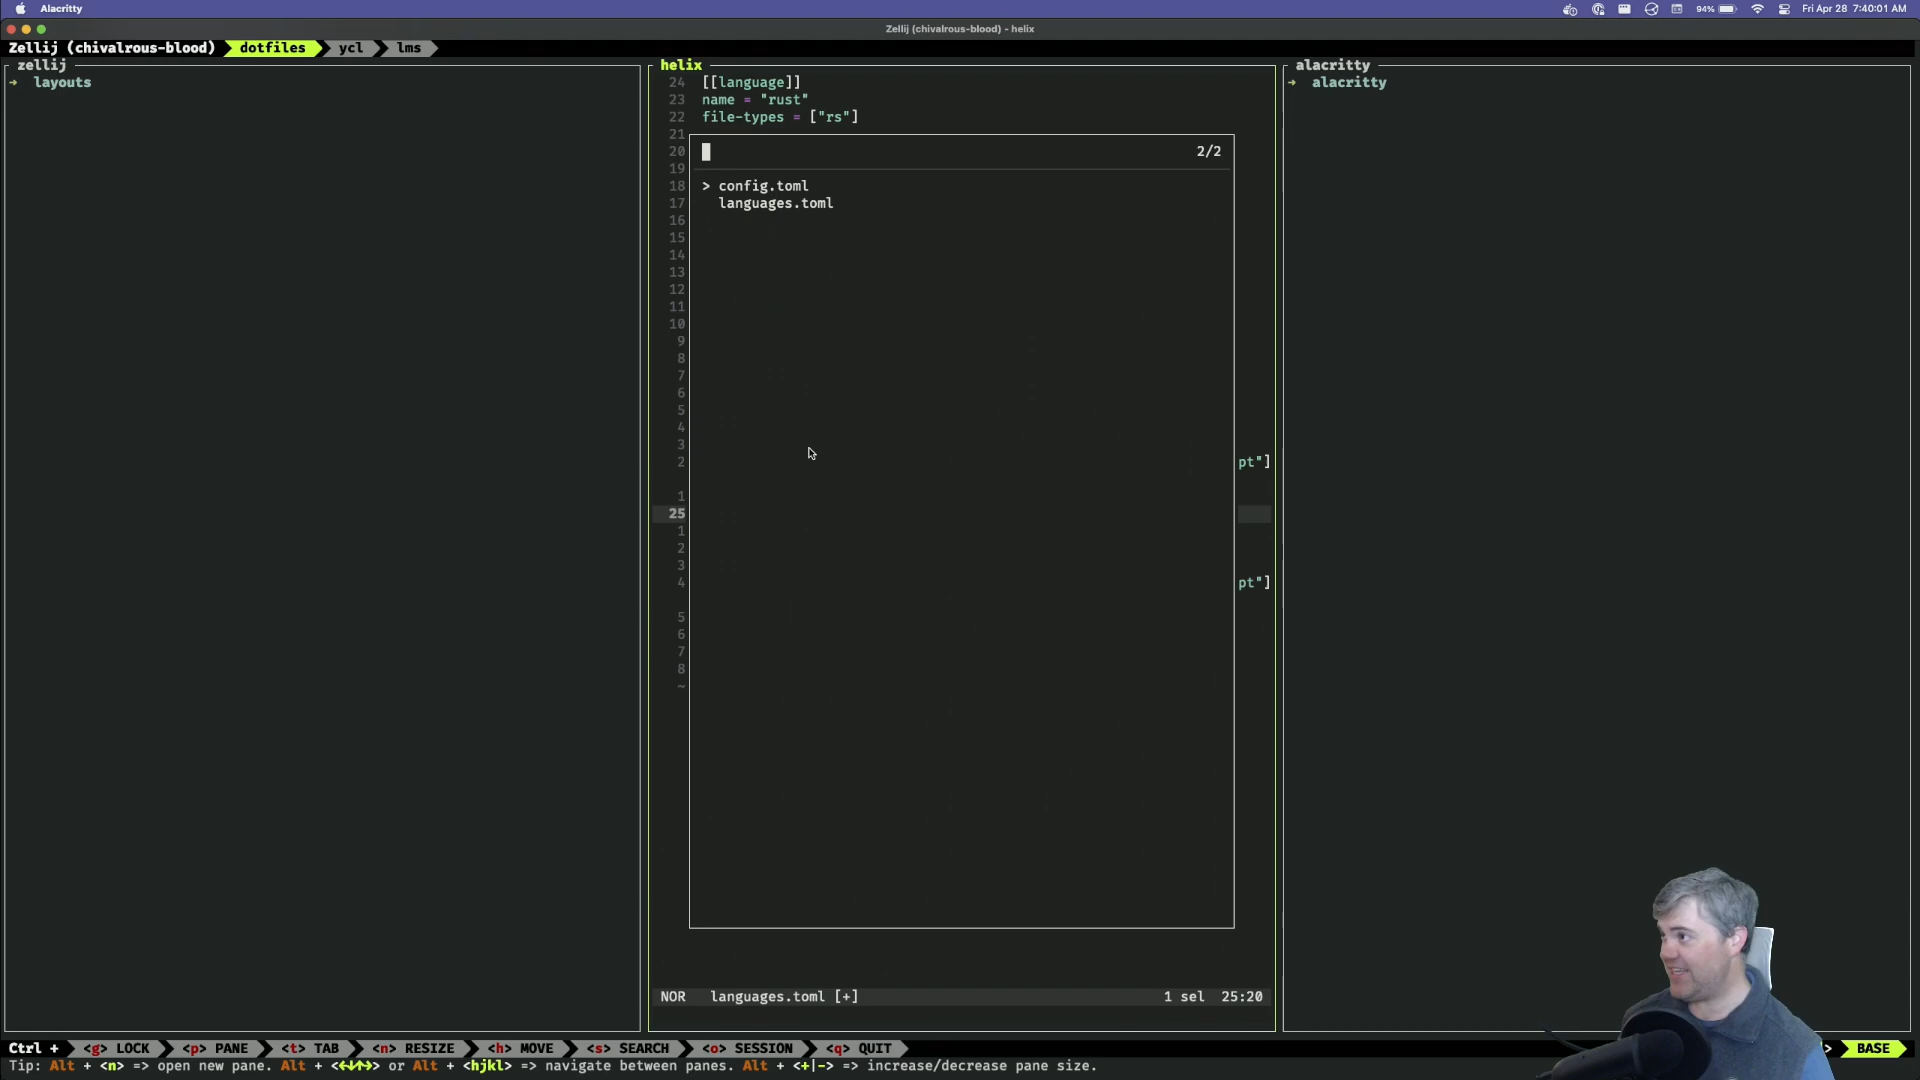 Alacritty
94%
Fri Apr 28 7:40:01 AM
Zellij (chivalrous-blood) - helix
Zellij (chivalrous-blood) dotfiles ycl lms
zellij
➜ layouts
helix
24 [[language]]
23 name = "rust"
22 file-types = ["rs"]
21
20 2/2
19
18 > config.toml
17 languages.toml
16
15
14
13
12
11
10
9
8
7
6
5
4
3
2 pt"]
1
25
1
2
3
4 pt"]
5
6
7
8
~
NOR languages.toml [+] 1 sel 25:20
alacritty
➜ alacritty
Ctrl + <g> LOCK <p> PANE <t> TAB <n> RESIZE <h> MOVE <s> SEARCH <o> SESSION <q> QUIT > BASE
Tip: Alt + <n> => open new pane. Alt + <←↓↑→> or Alt + <hjkl> => navigate between panes. Alt + <+|-> => increase/decrease pane size.